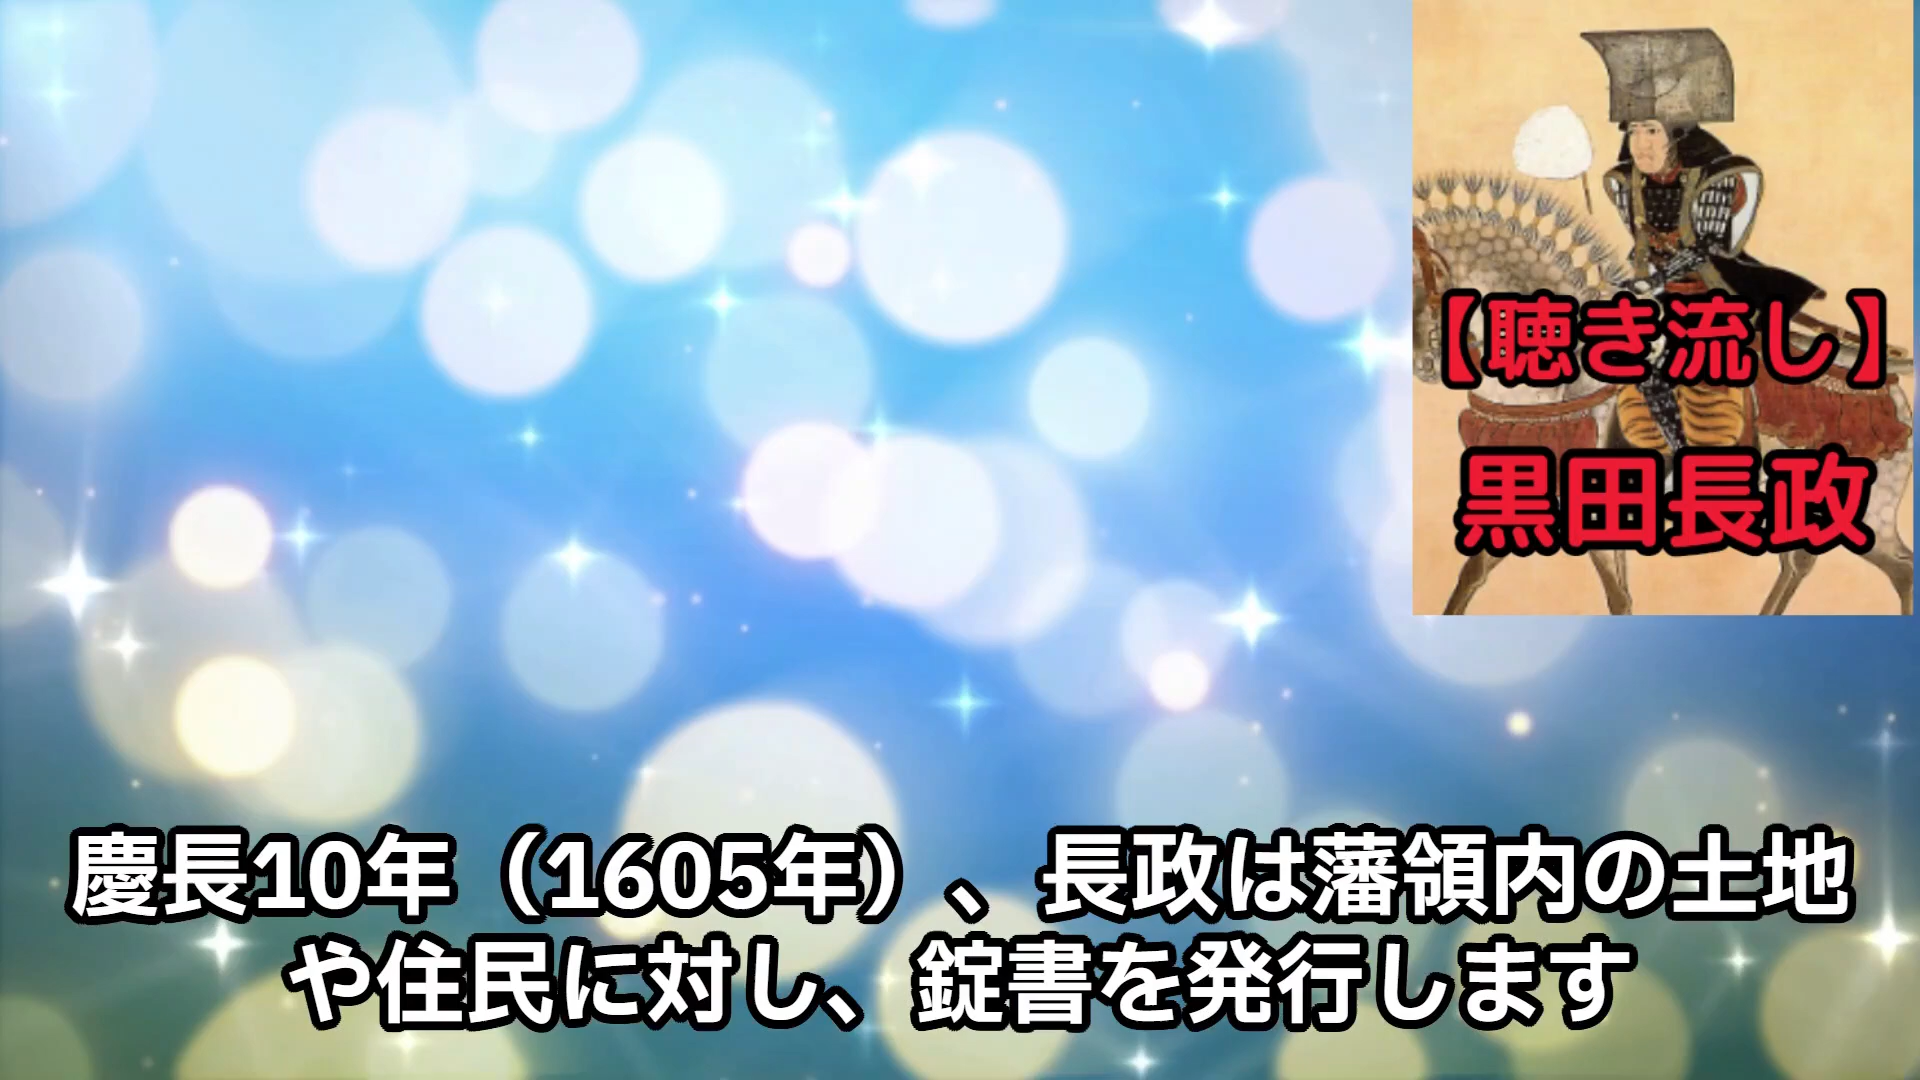 【聴き流し】
黒田長政
慶長10年（1605年）、長政は藩領内の土地
や住民に対し、錠書を発行します